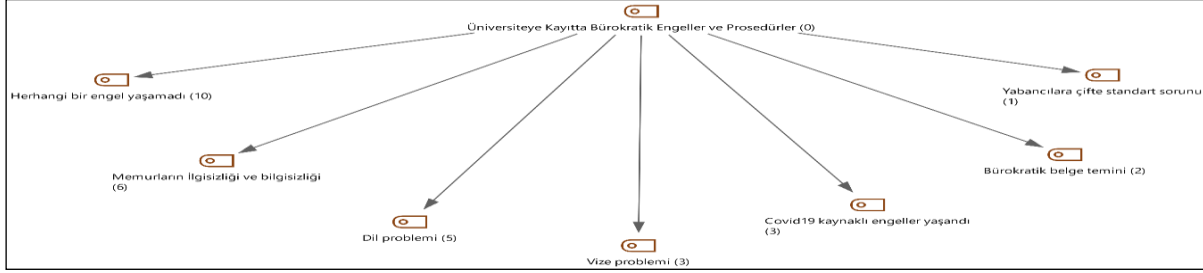 Üniversiteye Kayıtta Bürokratik Engeller ve Prosedürler (0)
Herhangi bir engel yaşamadı (10)
Yabancılara çifte standart sorunu
(1)
Memurların İlgisizliği ve bilgisizliği
(6)
Bürokratik belge temini (2)
Dil problemi (5)
Covid19 kaynaklı engeller yaşandı
(3)
Vize problemi (3)